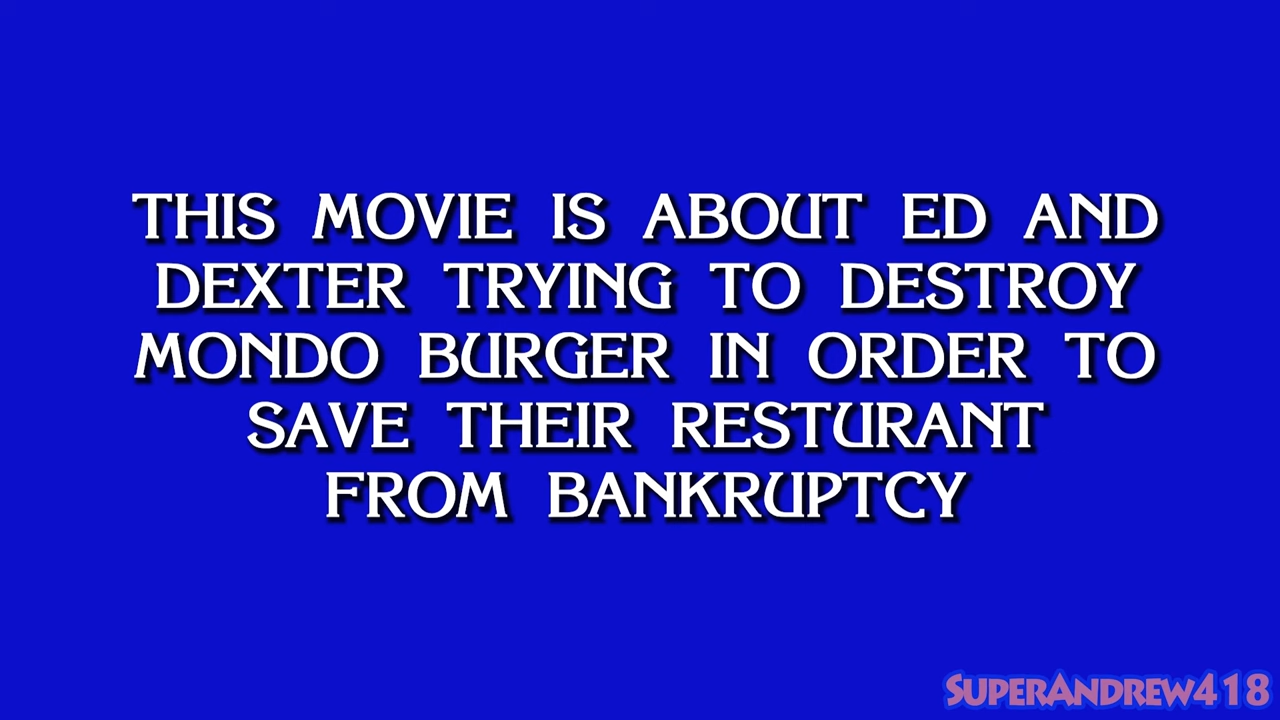 THIS MOVIE IS ABOUT ED AND
DEXTER TRYING TO DESTROY
MONDO BURGER IN ORDER TO
SAVE THEIR RESTURANT
FROM BANKRUPTCY
SUPERANDREW418